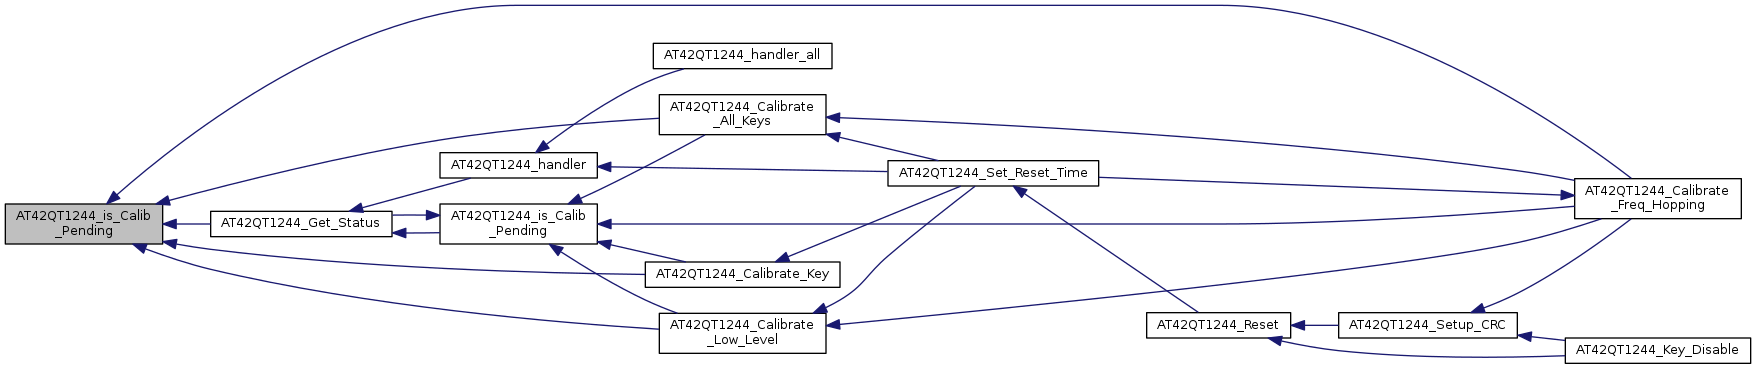 AT42QT1244_is_Calib
_Pending
AT42QT1244_Get_Status
AT42QT1244_handler
AT42QT1244_is_Calib
_Pending
AT42QT1244_handler_all
AT42QT1244_Calibrate
_All_Keys
AT42QT1244_Calibrate_Key
AT42QT1244_Calibrate
_Low_Level
AT42QT1244_Set_Reset_Time
AT42QT1244_Reset
AT42QT1244_Setup_CRC
AT42QT1244_Calibrate
_Freq_Hopping
AT42QT1244_Key_Disable